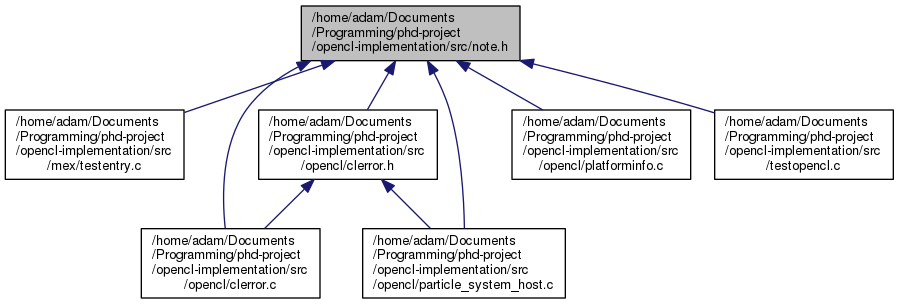 /home/adam/Documents
/Programming/phd-project
/opencl-implementation/src/note.h
/home/adam/Documents
/Programming/phd-project
/opencl-implementation/src
/mex/testentry.c
/home/adam/Documents
/Programming/phd-project
/opencl-implementation/src
/opencl/clerror.h
/home/adam/Documents
/Programming/phd-project
/opencl-implementation/src
/opencl/platforminfo.c
/home/adam/Documents
/Programming/phd-project
/opencl-implementation/src
/testopencl.c
/home/adam/Documents
/Programming/phd-project
/opencl-implementation/src
/opencl/clerror.c
/home/adam/Documents
/Programming/phd-project
/opencl-implementation/src
/opencl/particle_system_host.c